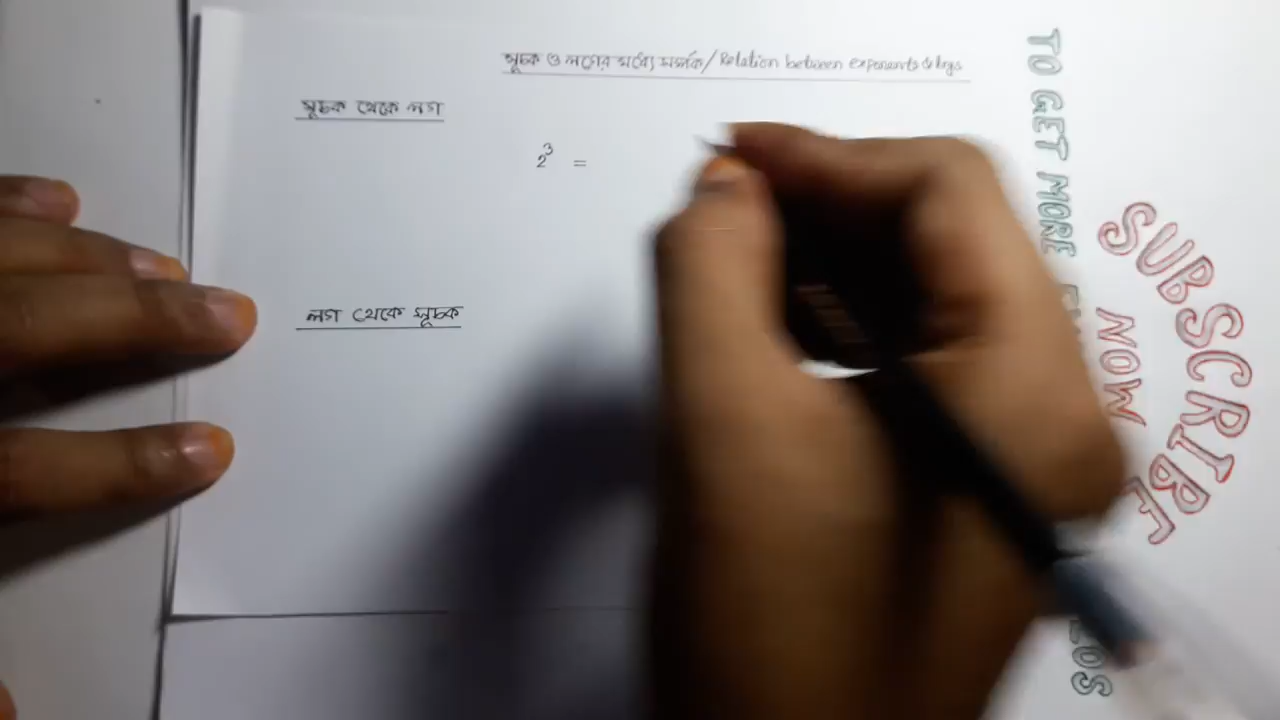 সূচক ও লগের মধ্যে সম্পর্ক/Relation between exponents & logs
সূচক থেকে লগ
2³ =
লগ থেকে সূচক
TO GET MORE
SUBSCRIBE
NOW